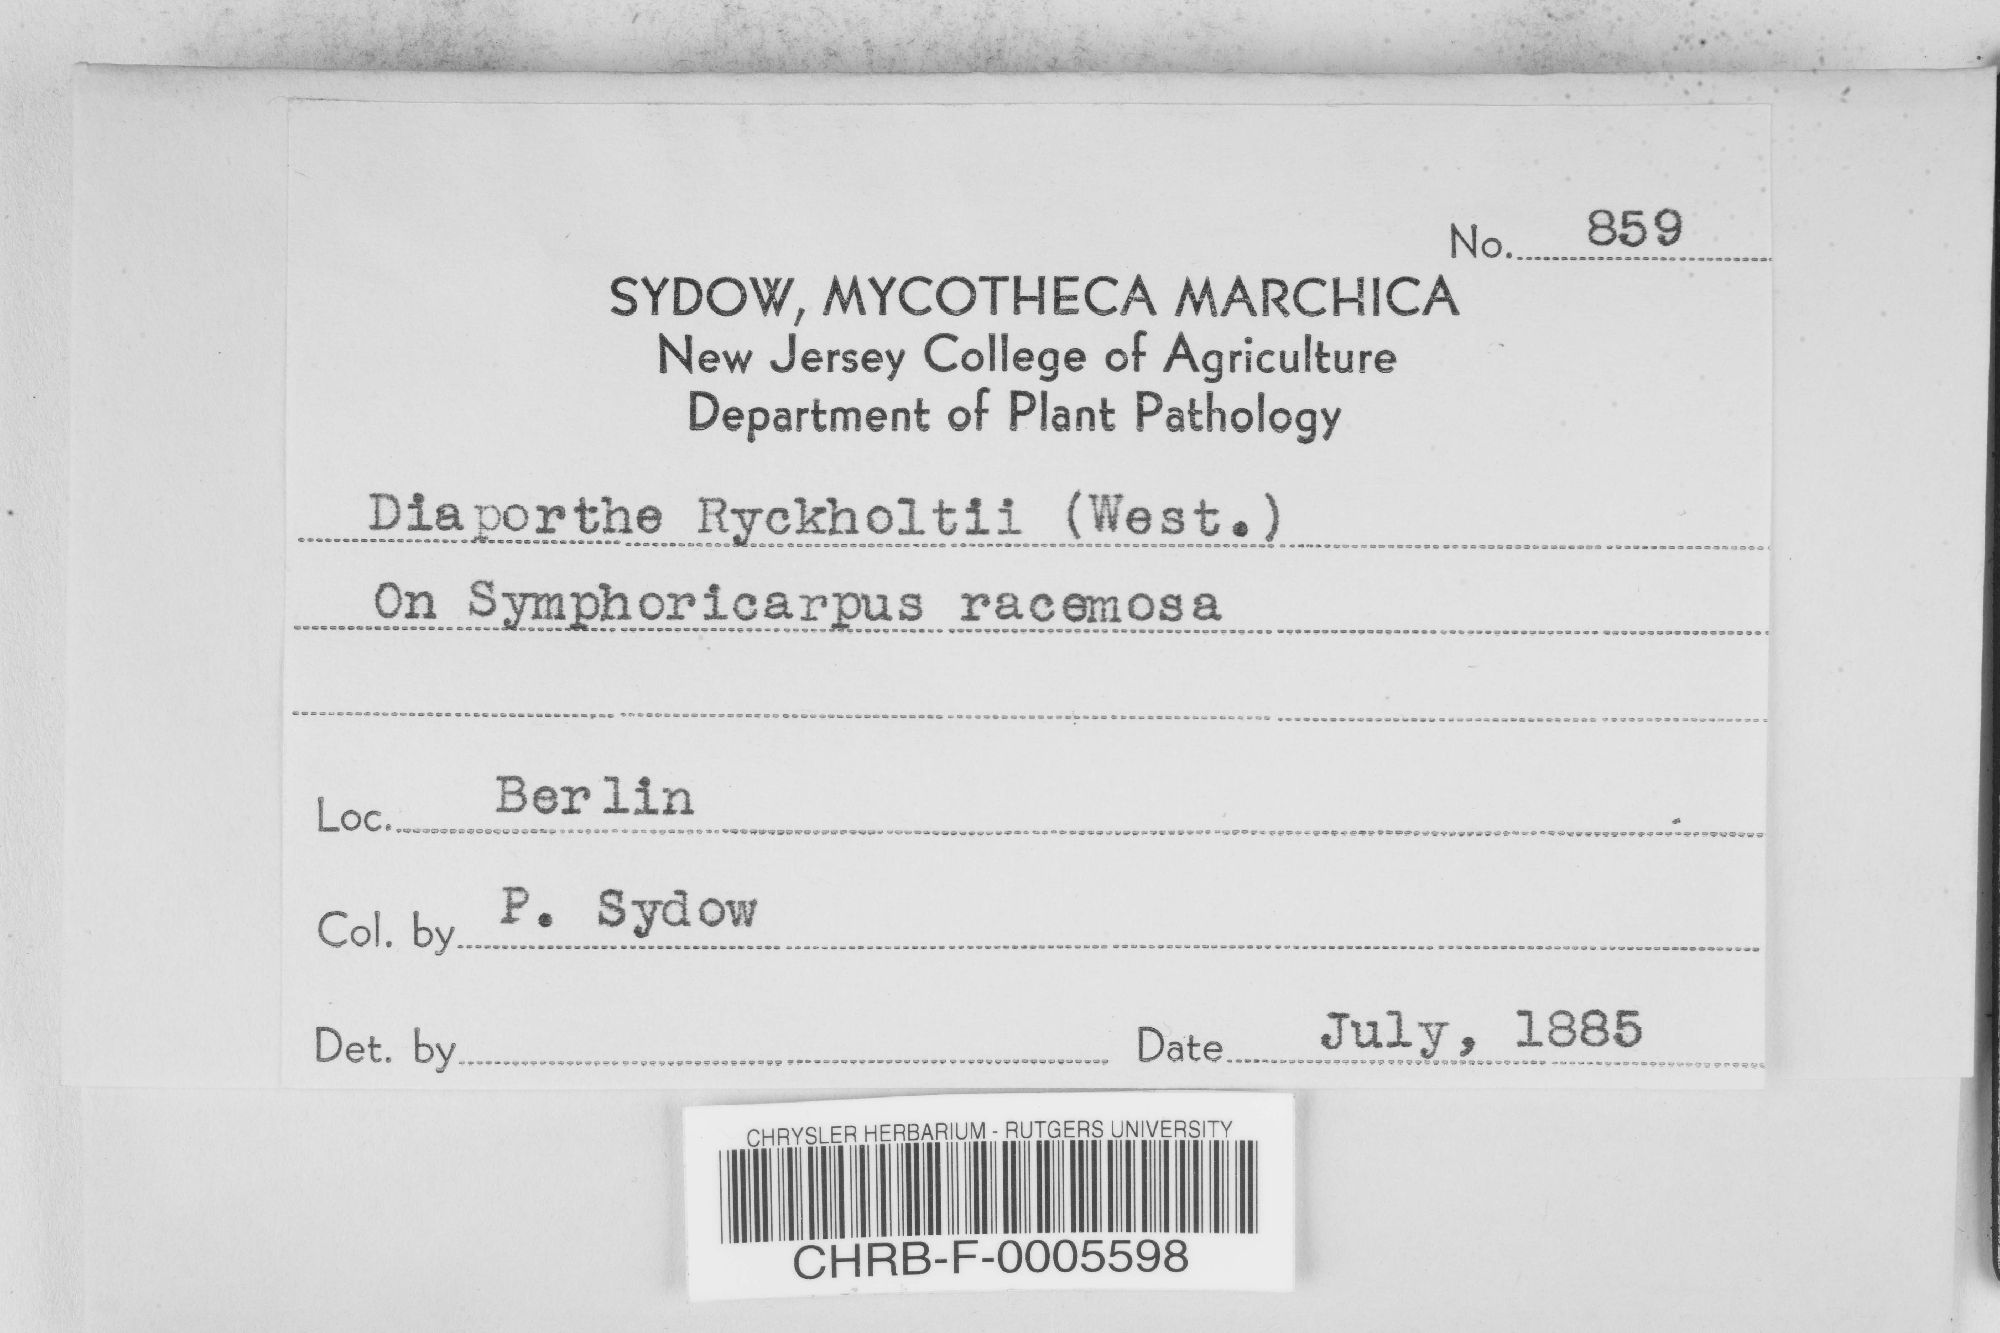 No. 859
SYDOW, MYCOTHECA MARCHICA
New Jersey College of Agriculture
Department of Plant Pathology
Diaporthe Ryckholtii (West.)
On Symphoricarpus racemosa
Loc. Berlin
Col. by P. Sydow
Det. by Date July, 1885
CHRYSLER HERBARIUM - RUTGERS UNIVERSITY
CHRB-F-0005598